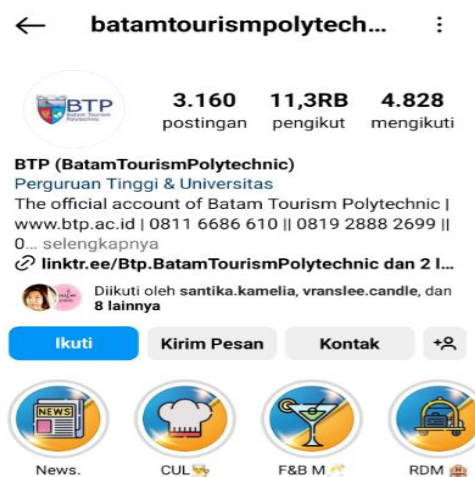 batamtourismpolytech...
BTP
Batam Tourism
Polytechnic
3.160 11,3RB 4.828
postingan pengikut mengikuti
BTP (BatamTourismPolytechnic)
Perguruan Tinggi & Universitas
The official account of Batam Tourism Polytechnic |
www.btp.ac.id | 0811 6686 610 || 0819 2888 2699 ||
0... selengkapnya
linktr.ee/Btp.BatamTourismPolytechnic dan 2 l...
Diikuti oleh santika.kamelia, vranslee.candle, dan
8 lainnya
Ikuti Kirim Pesan Kontak
NEWS
News. CUL F&B M RDM